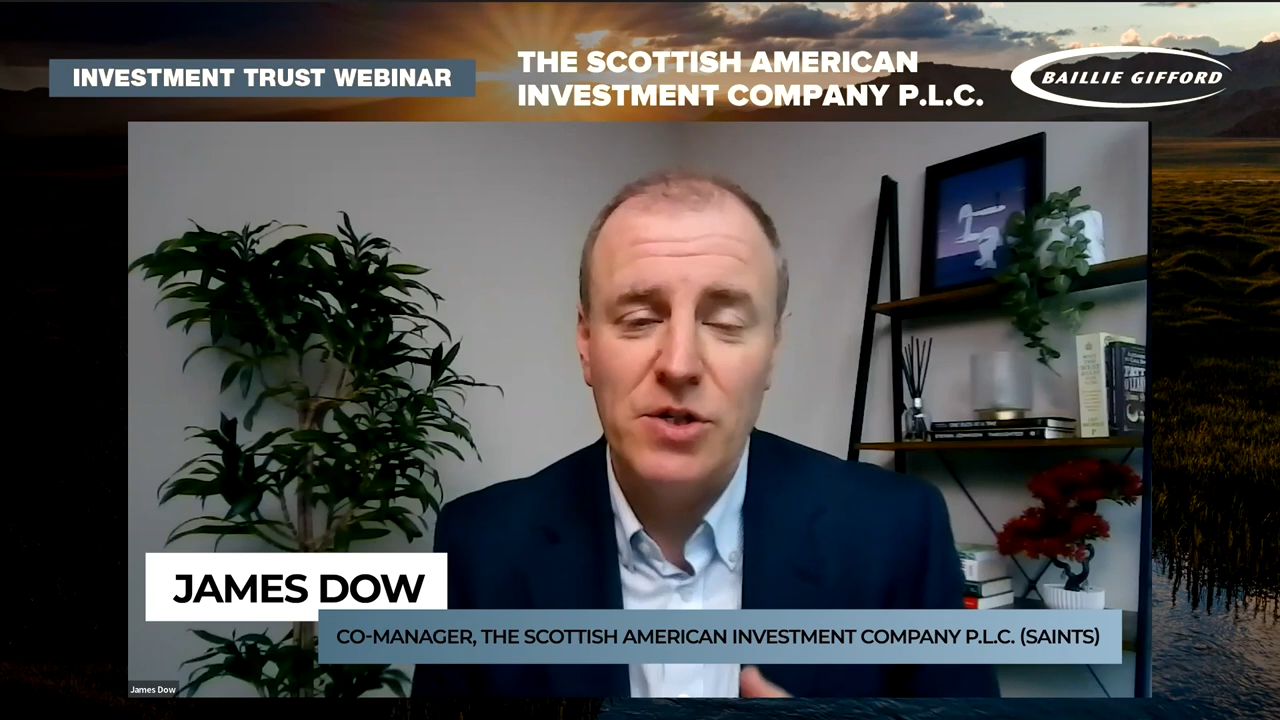 INVESTMENT TRUST WEBINAR
THE SCOTTISH AMERICAN
INVESTMENT COMPANY P.L.C.
BAILLIE GIFFORD
JAMES DOW
CO-MANAGER, THE SCOTTISH AMERICAN INVESTMENT COMPANY P.L.C. (SAINTS)
James Dow